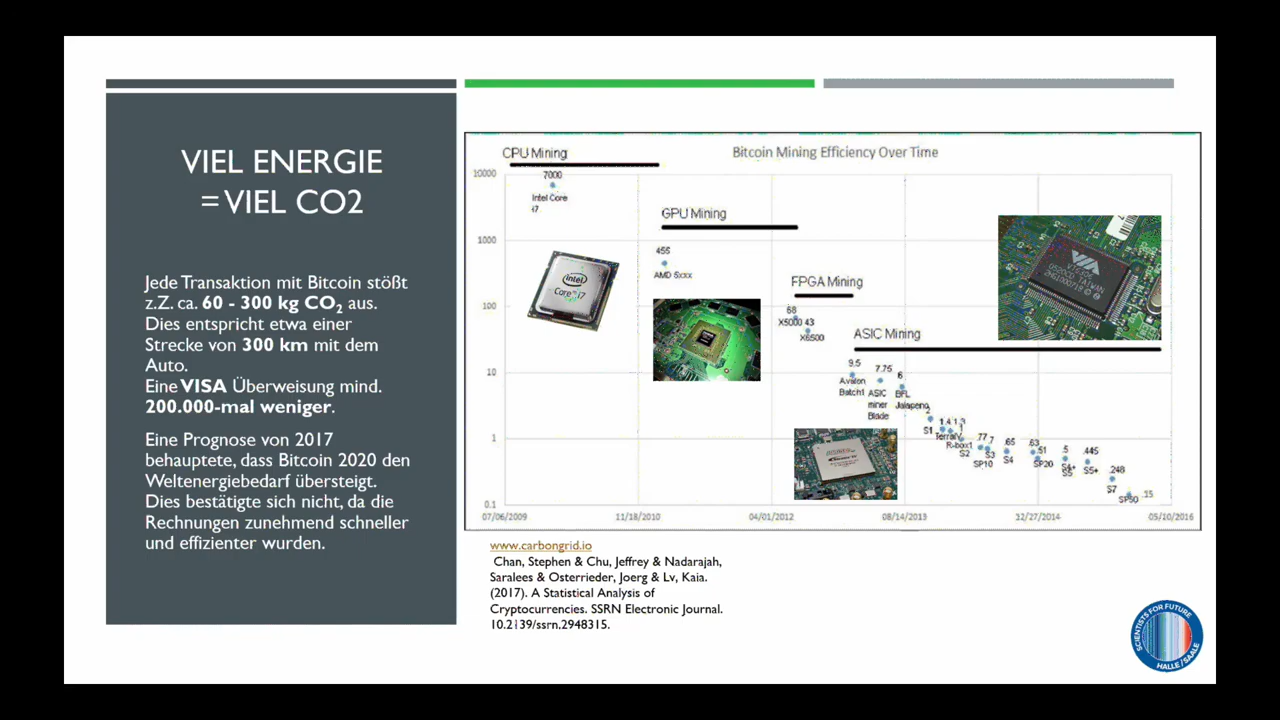 VIEL ENERGIE
= VIEL CO2
Jede Transaktion mit Bitcoin stößt
z.Z. ca. 60 - 300 kg CO₂ aus.
Dies entspricht etwa einer
Strecke von 300 km mit dem
Auto.
Eine VISA Überweisung mind.
200.000-mal weniger.
Eine Prognose von 2017
behauptete, dass Bitcoin 2020 den
Weltenergiebedarf übersteigt.
Dies bestätigte sich nicht, da die
Rechnungen zunehmend schneller
und effizienter wurden.
Bitcoin Mining Efficiency Over Time
CPU Mining
10000
7000
Intel Core
i7
GPU Mining
1000
455
AMD 5xxx
intel
Core i7
FPGA Mining
100
68
X5000 43
X6500
VIA
ASIC Mining
10
9.5
Avalon
Batch1
7.75
ASIC
miner
Blade
6
BFL
Jalapeno
2
S1
R-box1
S2
1
.77 .7
SP10
S3
.65
S4
.63
.51
SP20
.5
S5
.445
S5+
.248
S7
SP50
.15
0.1
07/06/2009
11/18/2010
04/01/2012
08/14/2013
12/27/2014
05/10/2016
www.carbongrid.io
Chan, Stephen & Chu, Jeffrey & Nadarajah,
Saralees & Osterrieder, Joerg & Lv, Kaia.
(2017). A Statistical Analysis of
Cryptocurrencies. SSRN Electronic Journal.
10.2139/ssrn.2948315.
SCIENTISTS FOR FUTURE
HALLE/SAALE